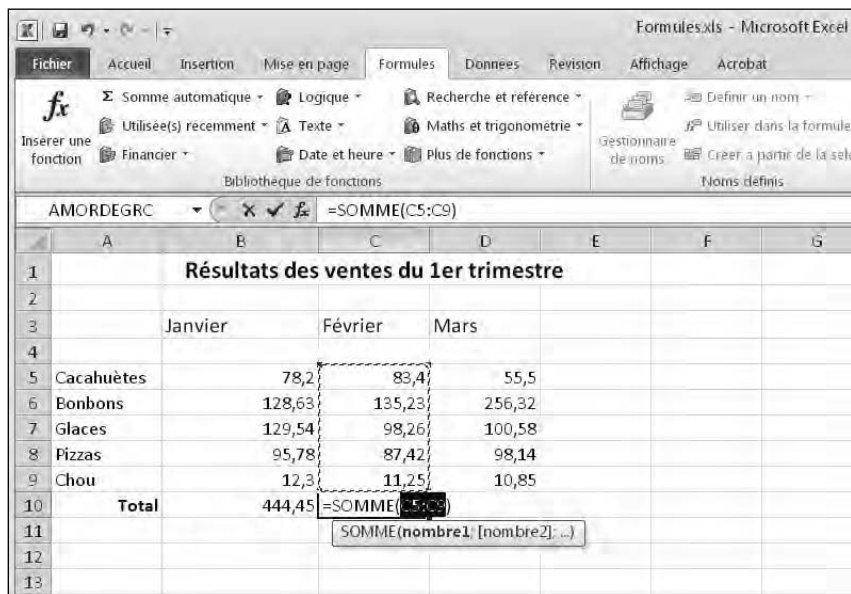 Formules.xls - Microsoft Excel
Fichier Accueil Insertion Mise en page Formules Données Révision Affichage Acrobat
fx Insérer une fonction
Σ Somme automatique Logique Recherche et référence Définir un nom
Utilisée(s) récemment Texte Maths et trigonométrie Gestionnaire de noms Utiliser dans la formule
Financier Date et heure Plus de fonctions Créer à partir de la sél
Bibliothèque de fonctions Noms définis
AMORDEGRC fx =SOMME(C5:C9)
A B C D E F G
1 Résultats des ventes du 1er trimestre
2
3 Janvier Février Mars
4
5 Cacahuètes 78,2 83,4 55,5
6 Bonbons 128,63 135,23 256,32
7 Glaces 129,54 98,26 100,58
8 Pizzas 95,78 87,42 98,14
9 Chou 12,3 11,25 10,85
10 Total 444,45 =SOMME(C5:C9)
11 SOMME(nombre1; [nombre2]; ...)
12
13